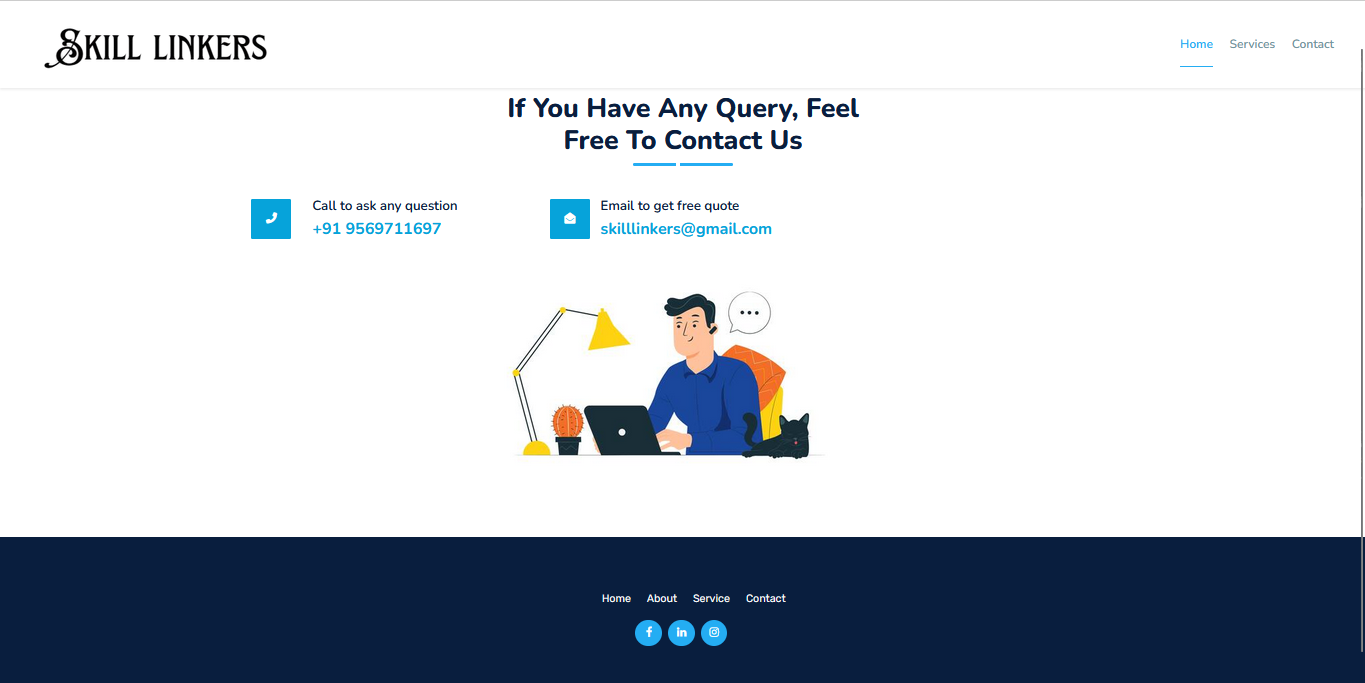 SKILL LINKERS
Home Services Contact
If You Have Any Query, Feel
Free To Contact Us
Call to ask any question
+91 9569711697
Email to get free quote
skilllinkers@gmail.com
Home About Service Contact